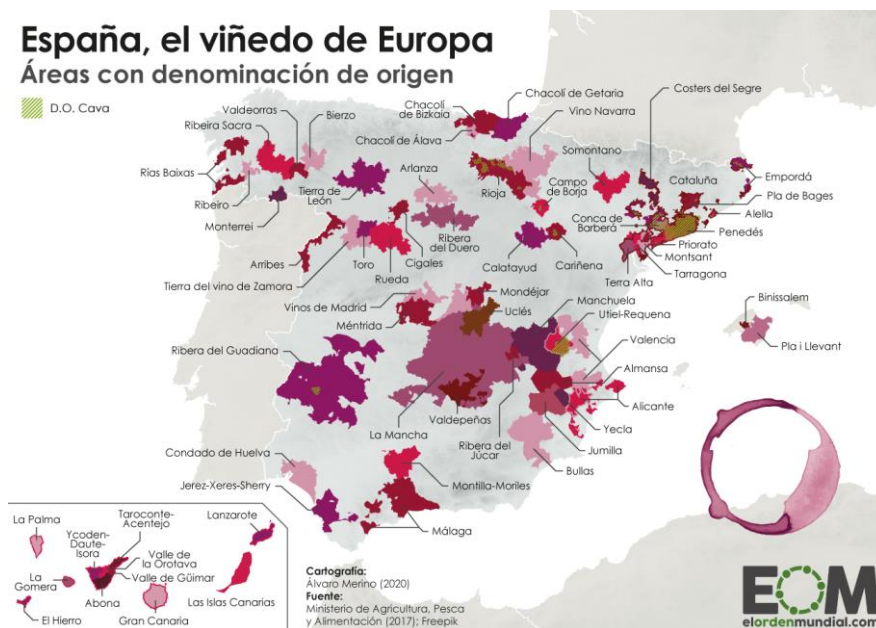 España, el viñedo de Europa
Áreas con denominación de origen
D.O. Cava
Valdeorras
Bierzo
Ribeira Sacra
Rías Baixas
Ribeiro
Monterrei
Tierra de
León
Chacolí
de Bizkaia
Chacolí de Getaria
Chacolí de Álava
Vino Navarra
Costers del Segre
Arlanza
Rioja
Campo
de Borja
Somontano
Cataluña
Empordá
Pla de Bages
Alella
Conca de
Barberá
Penedés
Priorato
Montsant
Tarragona
Terra Alta
Ribera
del Duero
Calatayud
Cariñena
Arribes
Toro
Rueda
Cigales
Tierra del vino de Zamora
Vinos de Madrid
Mondéjar
Méntrida
Uclés
Manchuela
Utiel-Requena
Binissalem
Pla i Llevant
Valencia
Almansa
Alicante
Yecla
Jumilla
Bullas
Ribera del Guadiana
Valdepeñas
La Mancha
Ribera del
Júcar
Condado de Huelva
Jerez-Xeres-Sherry
Montilla-Moriles
Málaga
La Palma
Tacoronte-
Acentejo
Ycoden-
Daute-
Isora
Lanzarote
Valle de
la Orotava
Valle de Güimar
La
Gomera
Abona
El Hierro
Gran Canaria
Las Islas Canarias
Cartografía:
Álvaro Merino (2020)
Fuente:
Ministerio de Agricultura, Pesca
y Alimentación (2017); Freepik
EOM
elordenmundial.com